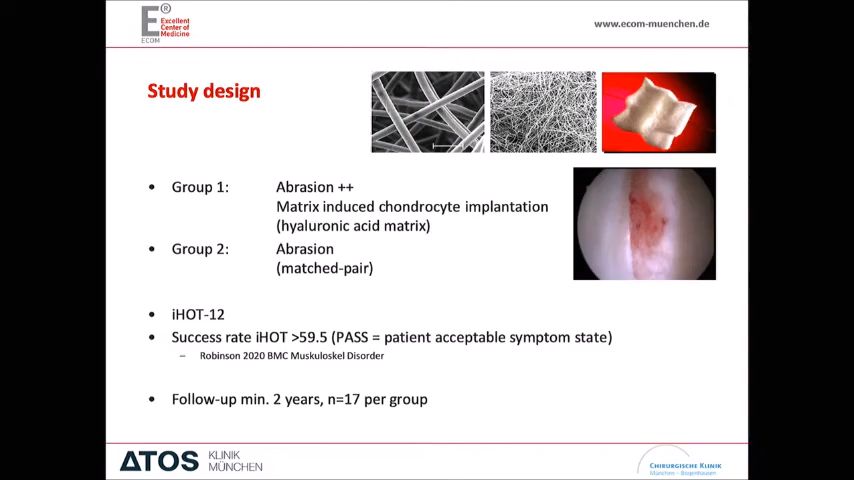 E®
Excellent
Center of
Medicine
ECOM
www.ecom-muenchen.de
Study design
• Group 1: Abrasion ++
Matrix induced chondrocyte implantation
(hyaluronic acid matrix)
• Group 2: Abrasion
(matched-pair)
• iHOT-12
• Success rate iHOT >59.5 (PASS = patient acceptable symptom state)
– Robinson 2020 BMC Muskuloskel Disorder
• Follow-up min. 2 years, n=17 per group
ATOS KLINIK
MÜNCHEN
CHIRURGISCHE KLINIK
München - Bogenhausen